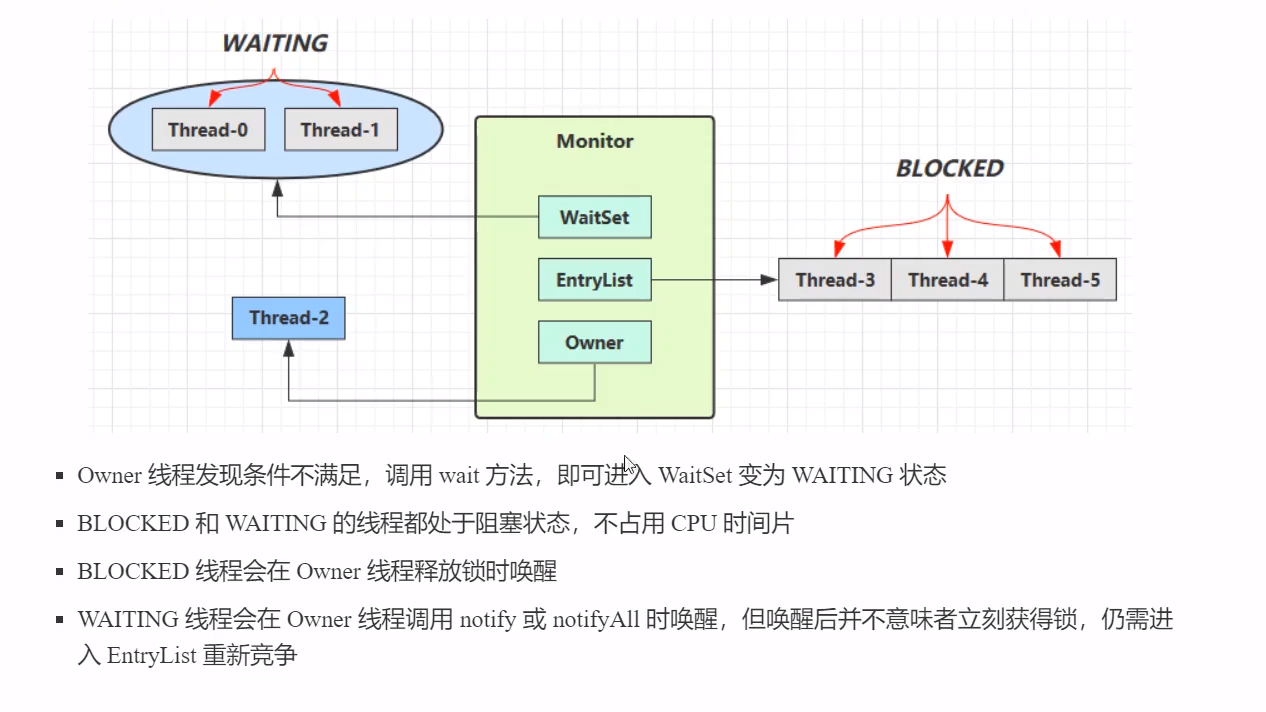 WAITING
Thread-0 Thread-1
Monitor
BLOCKED
WaitSet
EntryList
Thread-3 Thread-4 Thread-5
Thread-2
Owner
Owner 线程发现条件不满足，调用 wait 方法，即可进入 WaitSet 变为 WAITING 状态
BLOCKED 和 WAITING 的线程都处于阻塞状态，不占用 CPU 时间片
BLOCKED 线程会在 Owner 线程释放锁时唤醒
WAITING 线程会在 Owner 线程调用 notify 或 notifyAll 时唤醒，但唤醒后并不意味者立刻获得锁，仍需进
入 EntryList 重新竞争